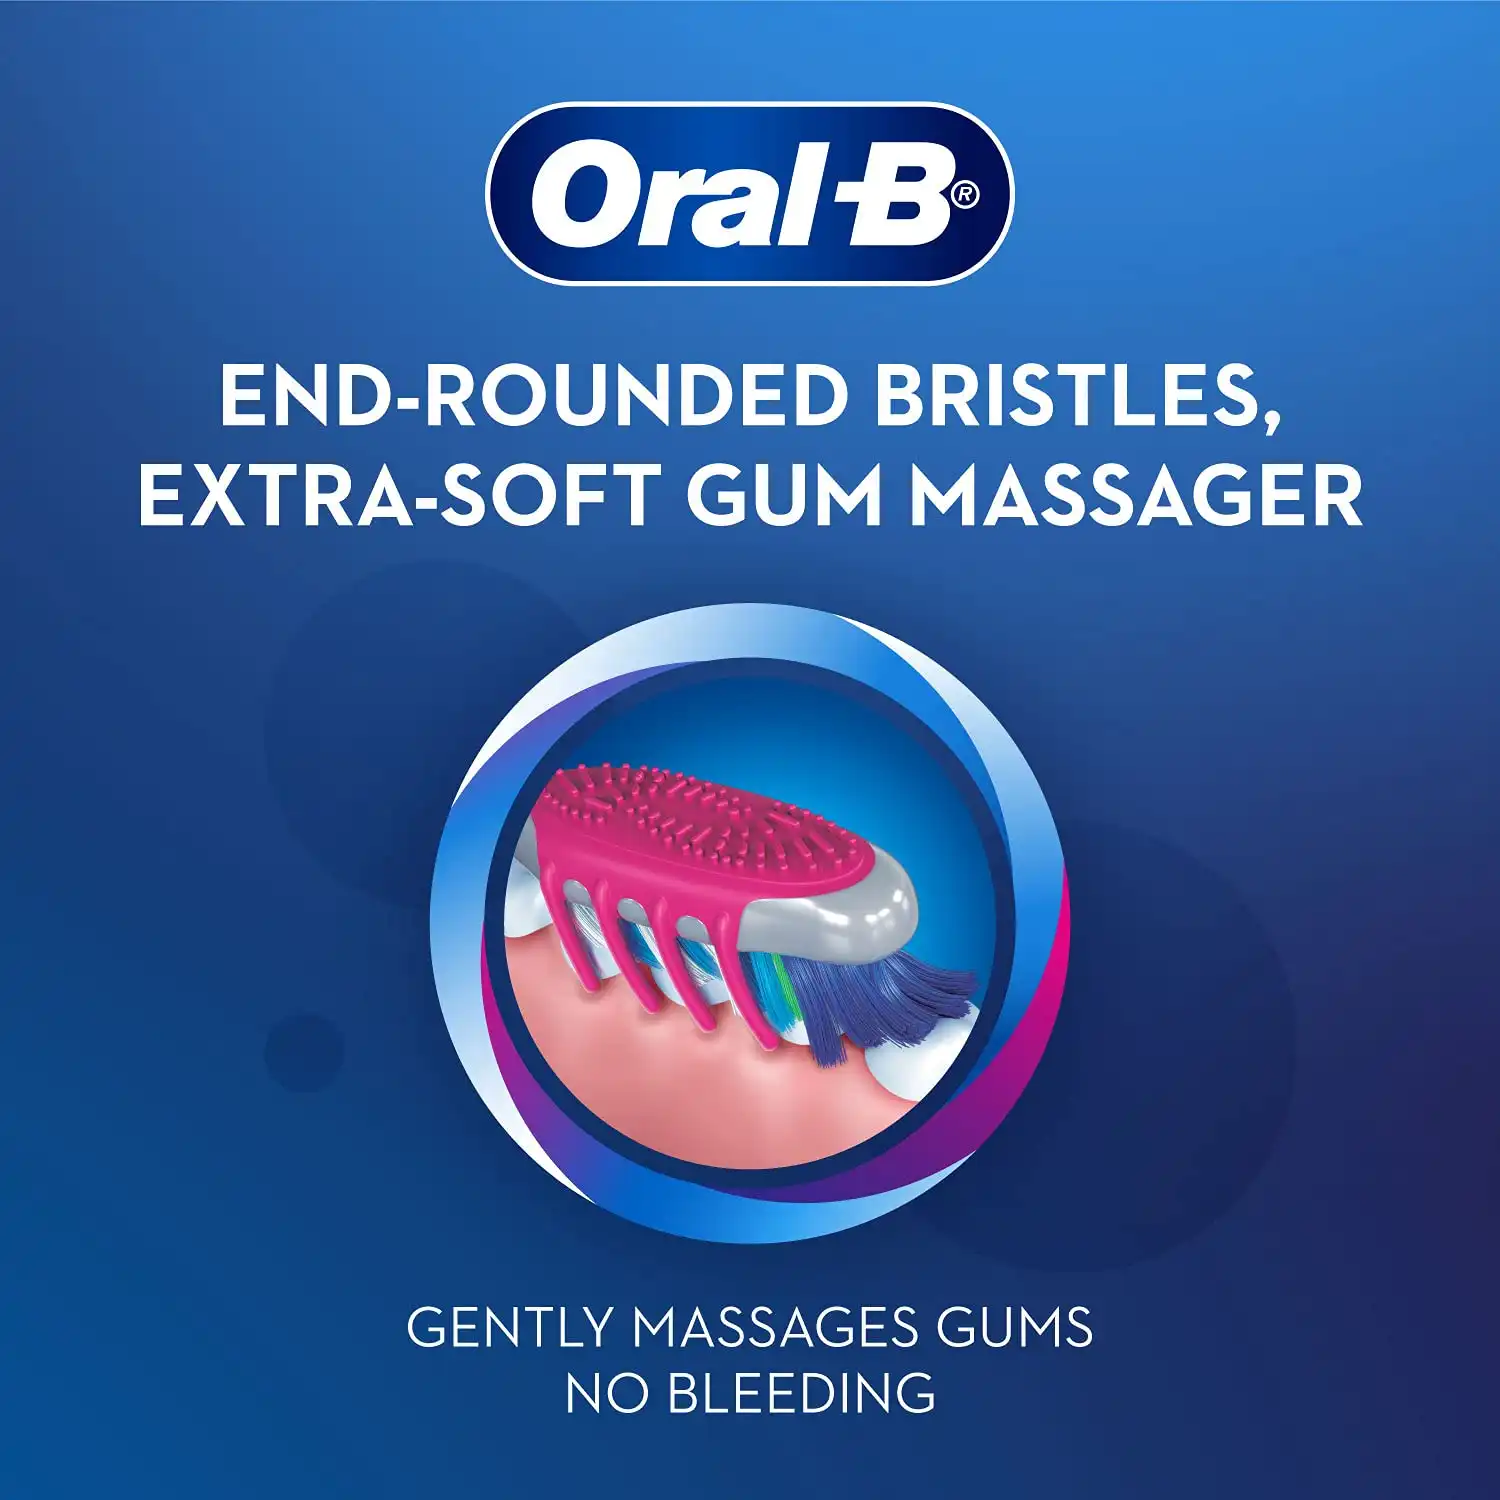 Oral-B®
END-ROUNDED BRISTLES,
EXTRA-SOFT GUM MASSAGER
GENTLY MASSAGES GUMS
NO BLEEDING